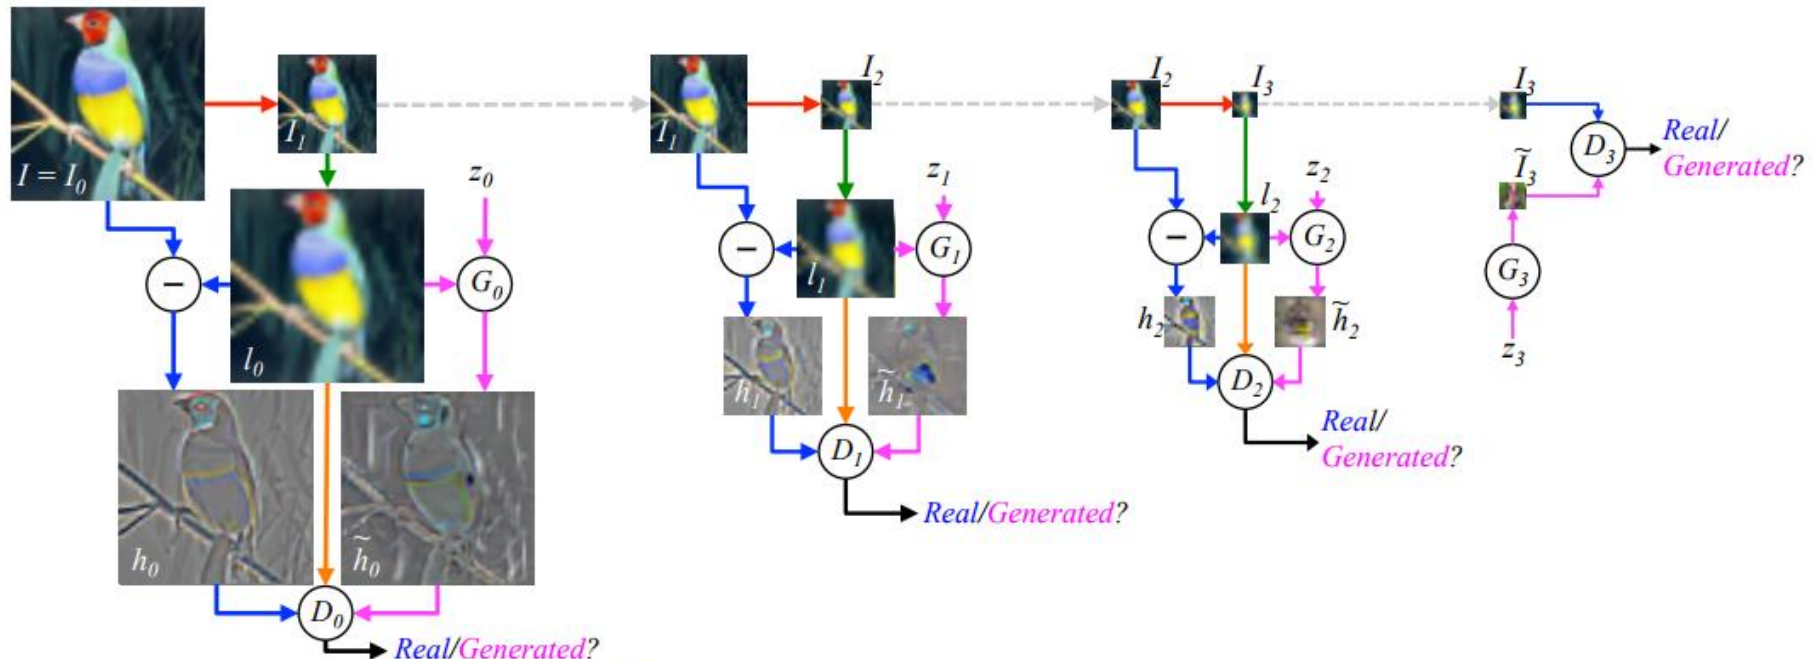 I = I₀
I₁
z₀
−
l₀
G₀
h₀
h̃₀
D₀
Real/Generated?
I₁
I₂
z₁
−
l₁
G₁
h₁
h̃₁
D₁
Real/Generated?
I₂
I₃
z₂
l₂
−
G₂
h₂
h̃₂
D₂
Real/
Generated?
I₃
D₃
Real/
Generated?
Ĩ₃
G₃
z₃